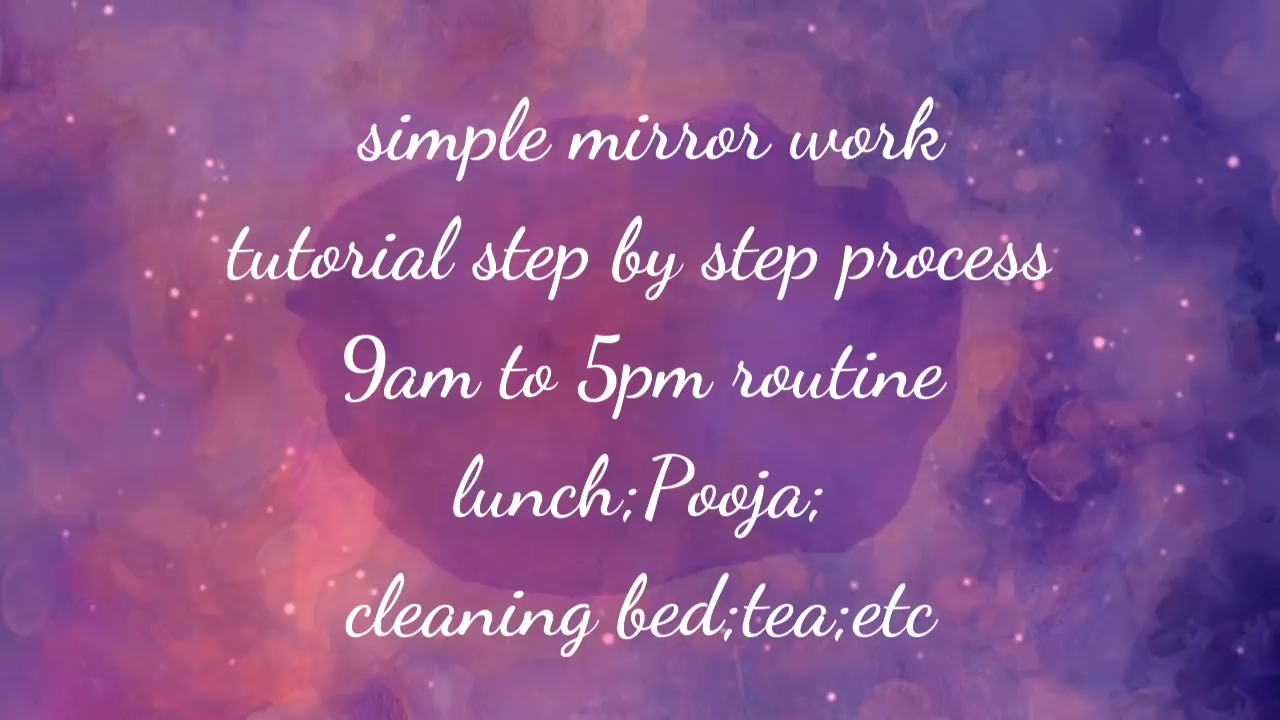 simple mirror work
tutorial step by step process
9am to 5pm routine
lunch;Pooja;
cleaning bed;tea;etc